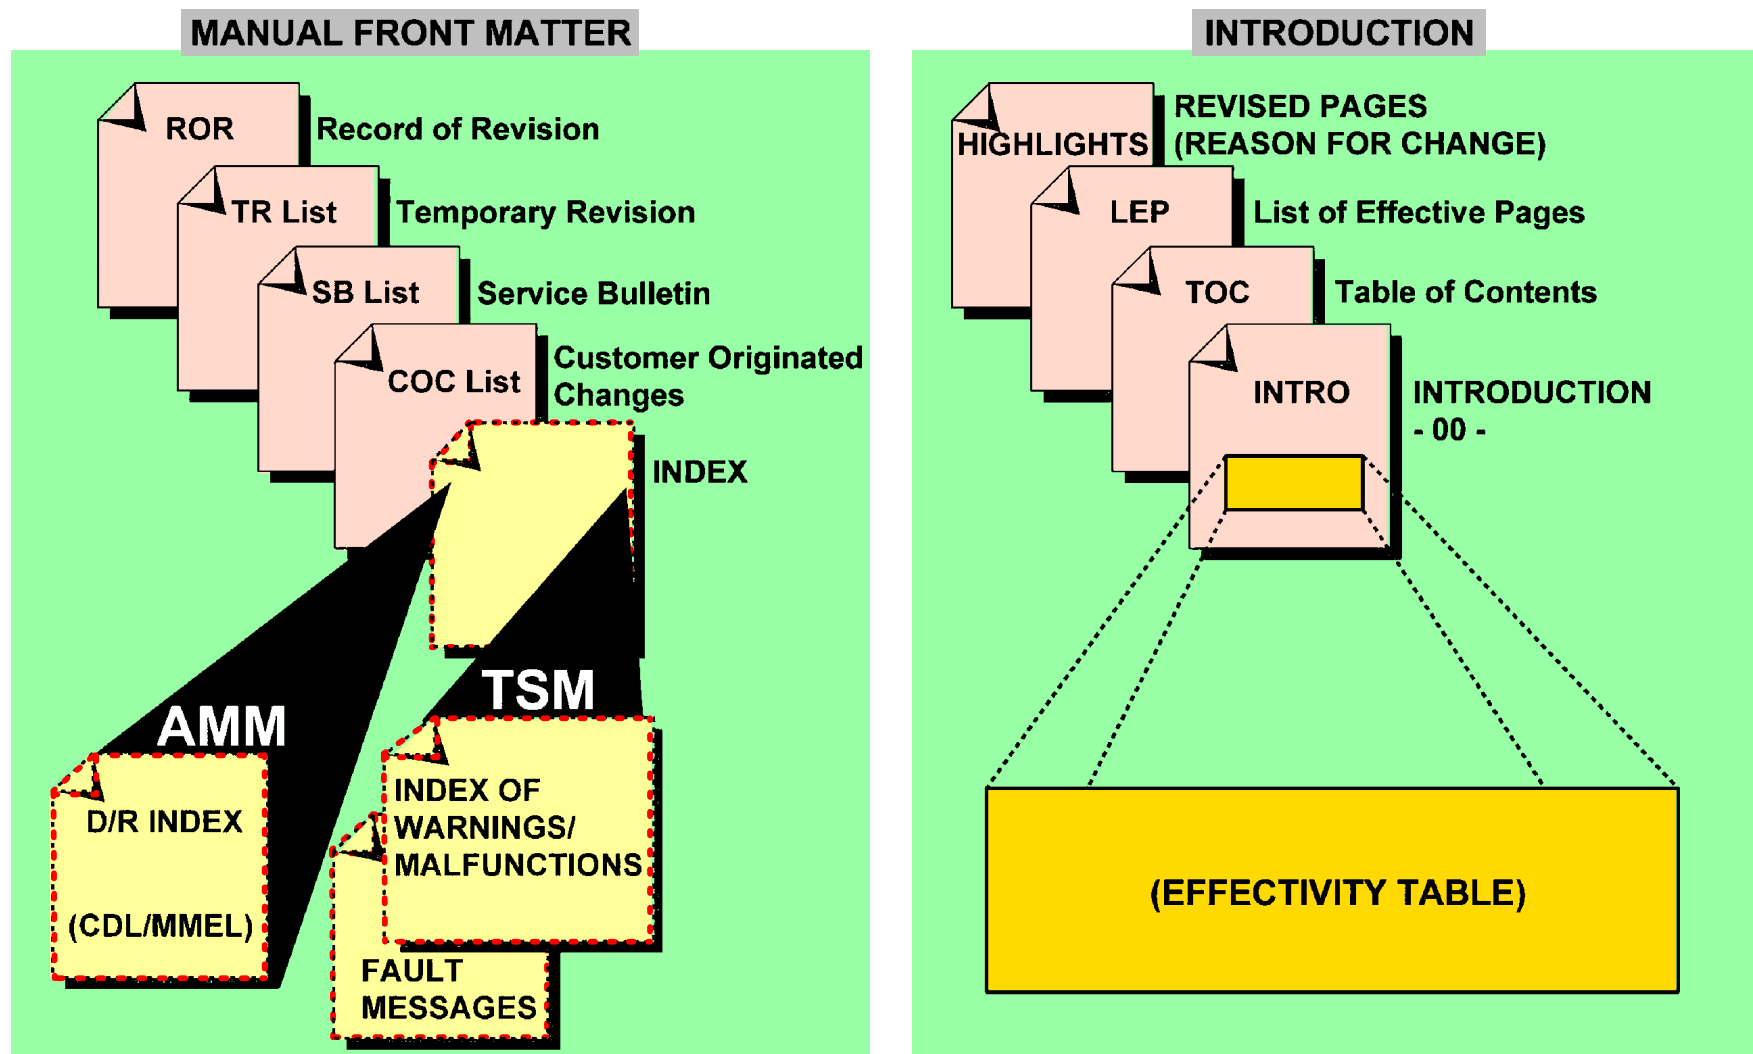 MANUAL FRONT MATTER
ROR
Record of Revision
TR List
Temporary Revision
SB List
Service Bulletin
COC List
Customer Originated
Changes
INDEX
AMM
TSM
D/R INDEX
(CDL/MMEL)
INDEX OF
WARNINGS/
MALFUNCTIONS
FAULT
MESSAGES
INTRODUCTION
HIGHLIGHTS
REVISED PAGES
(REASON FOR CHANGE)
LEP
List of Effective Pages
TOC
Table of Contents
INTRO
INTRODUCTION
- 00 -
(EFFECTIVITY TABLE)